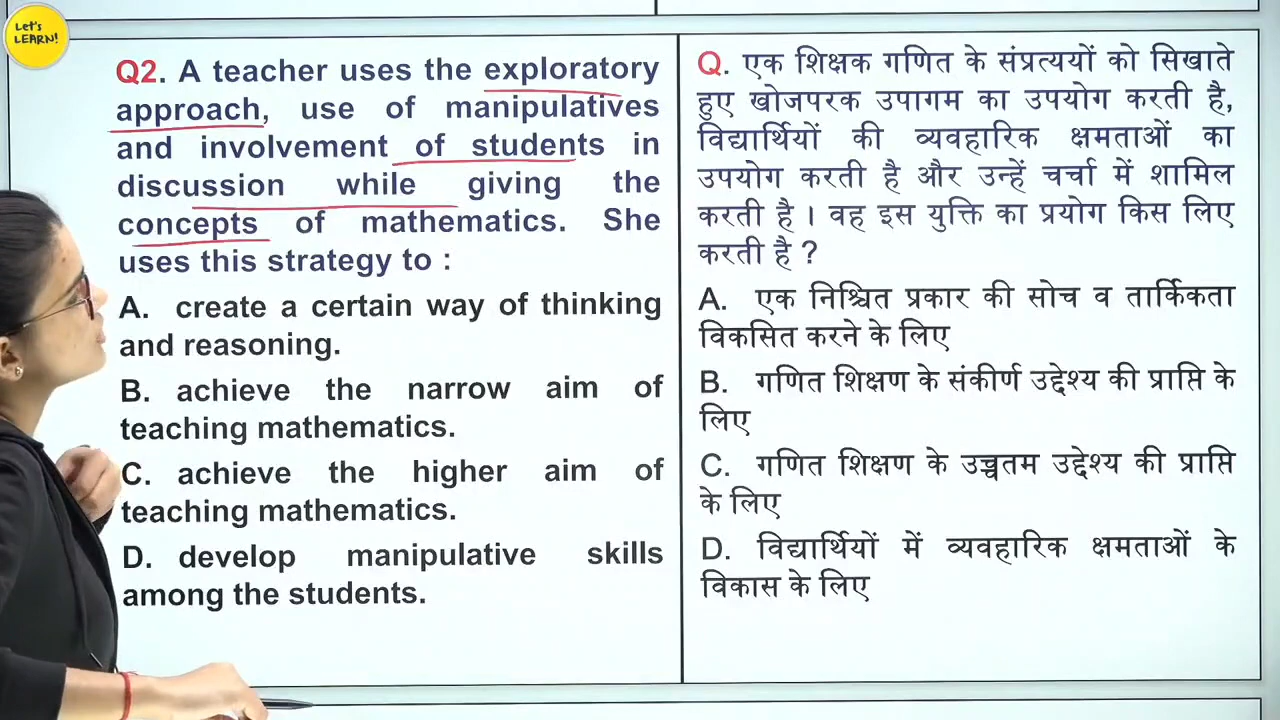 Let's
LEARN!
Q2. A teacher uses the exploratory
approach, use of manipulatives
and involvement of students in
discussion while giving the
concepts of mathematics. She
uses this strategy to :
A. create a certain way of thinking
and reasoning.
B. achieve the narrow aim of
teaching mathematics.
C. achieve the higher aim of
teaching mathematics.
D. develop manipulative skills
among the students.
Q. एक शिक्षक गणित के संप्रत्ययों को सिखाते
हुए खोजपरक उपागम का उपयोग करती है,
विद्यार्थियों की व्यवहारिक क्षमताओं का
उपयोग करती है और उन्हें चर्चा में शामिल
करती है । वह इस युक्ति का प्रयोग किस लिए
करती है ?
A. एक निश्चित प्रकार की सोच व तार्किकता
विकसित करने के लिए
B. गणित शिक्षण के संकीर्ण उद्देश्य की प्राप्ति के
लिए
C. गणित शिक्षण के उच्चतम उद्देश्य की प्राप्ति
के लिए
D. विद्यार्थियों में व्यवहारिक क्षमताओं के
विकास के लिए